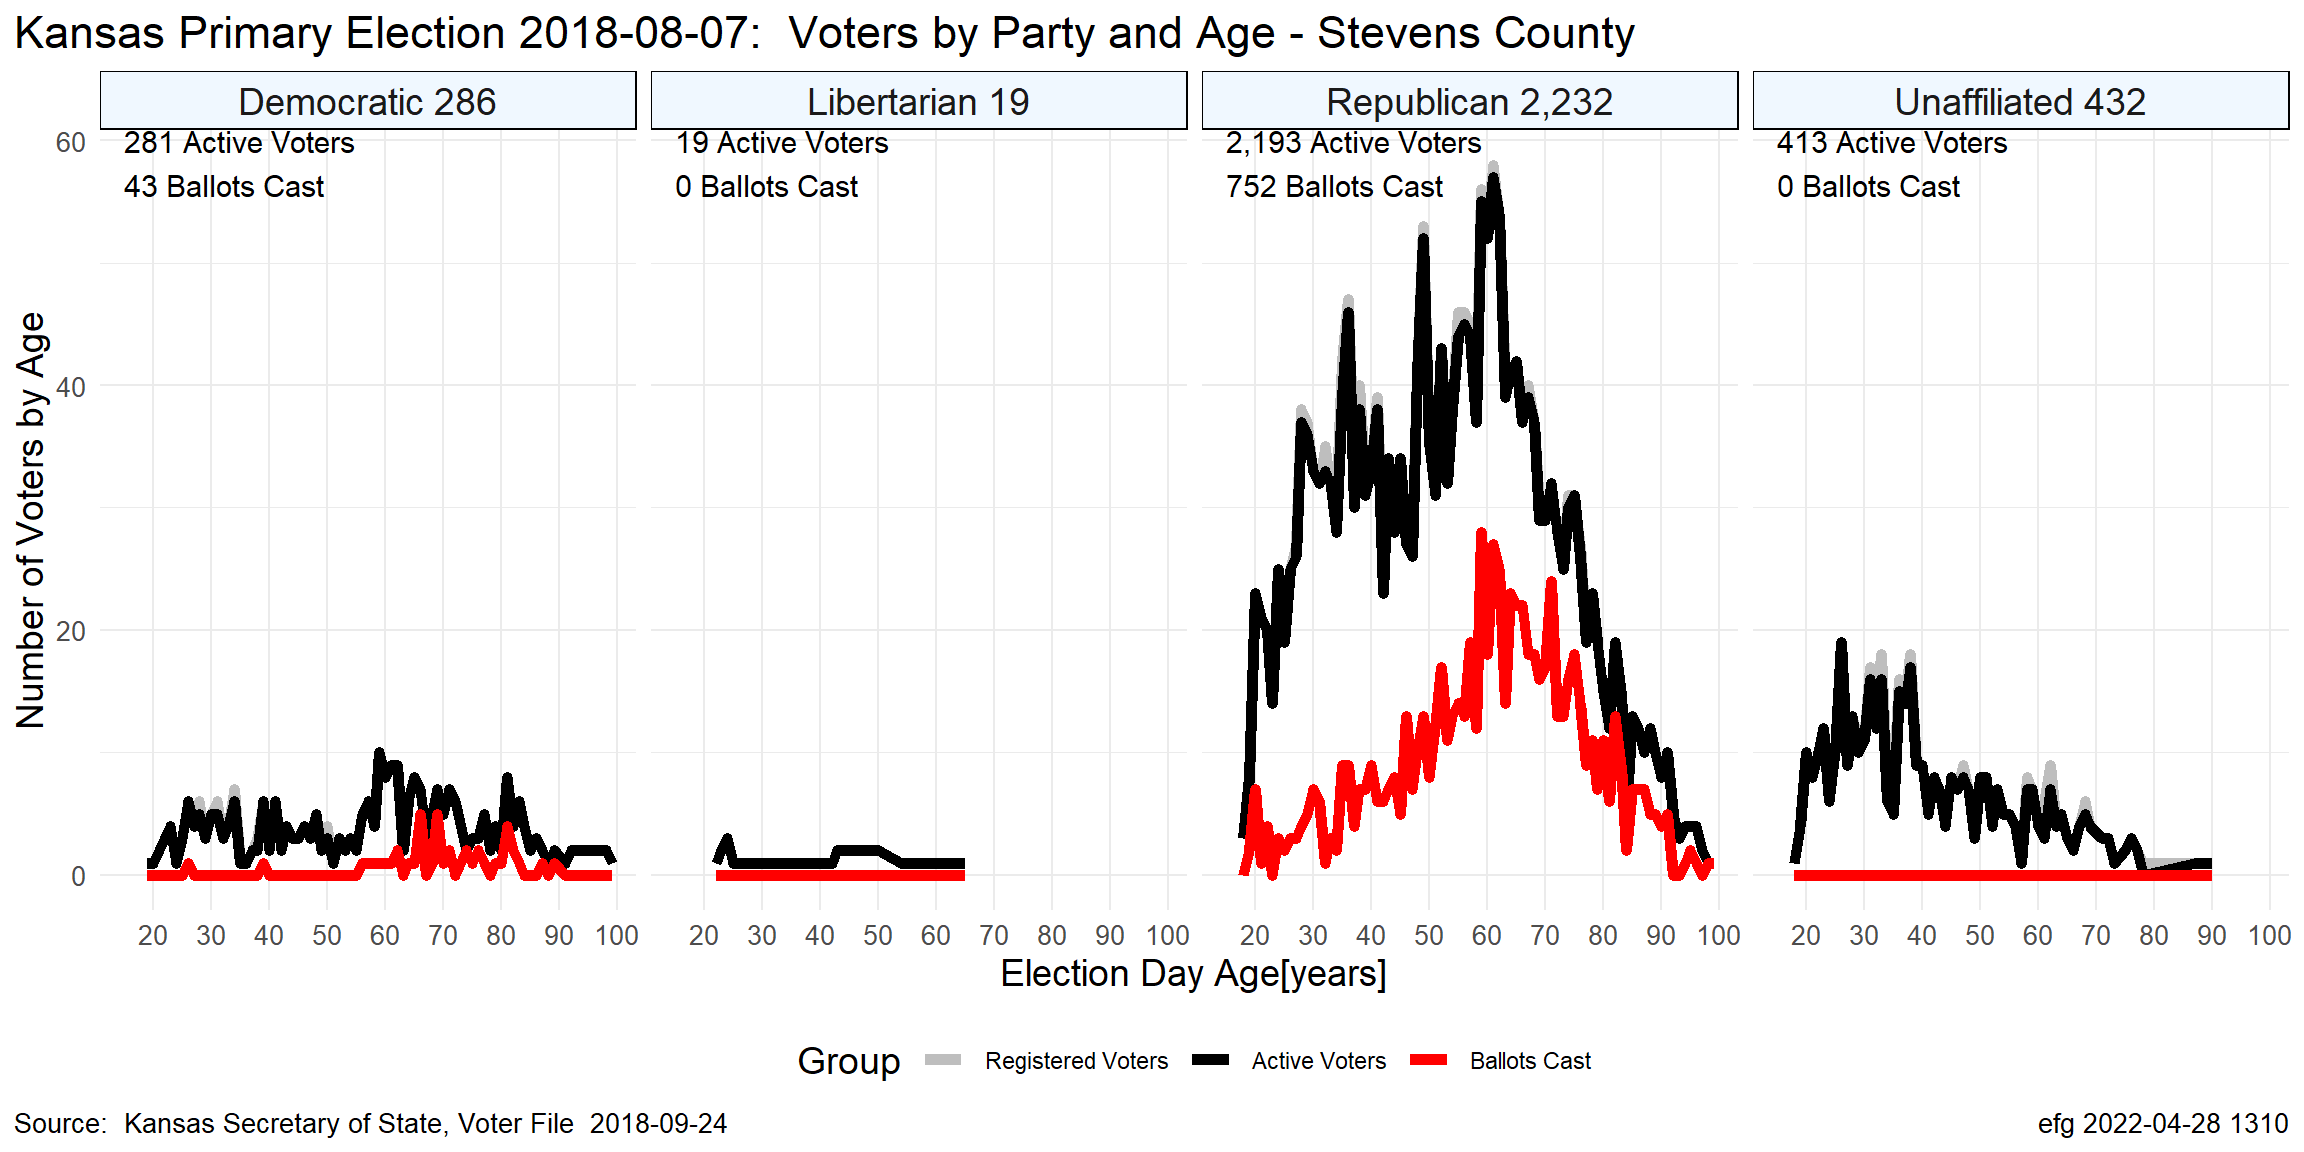 Kansas Primary Election 2018-08-07:  Voters by Party and Age - Stevens County
Democratic 286
Libertarian 19
Republican 2,232
Unaffiliated 432
281 Active Voters
43 Ballots Cast
19 Active Voters
0 Ballots Cast
2,193 Active Voters
752 Ballots Cast
413 Active Voters
0 Ballots Cast
Number of Voters by Age
60
40
20
0
20 30 40 50 60 70 80 90 100
20 30 40 50 60 70 80 90 100
20 30 40 50 60 70 80 90 100
20 30 40 50 60 70 80 90 100
Election Day Age[years]
Group Registered Voters Active Voters Ballots Cast
Source:  Kansas Secretary of State, Voter File  2018-09-24
efg 2022-04-28 1310